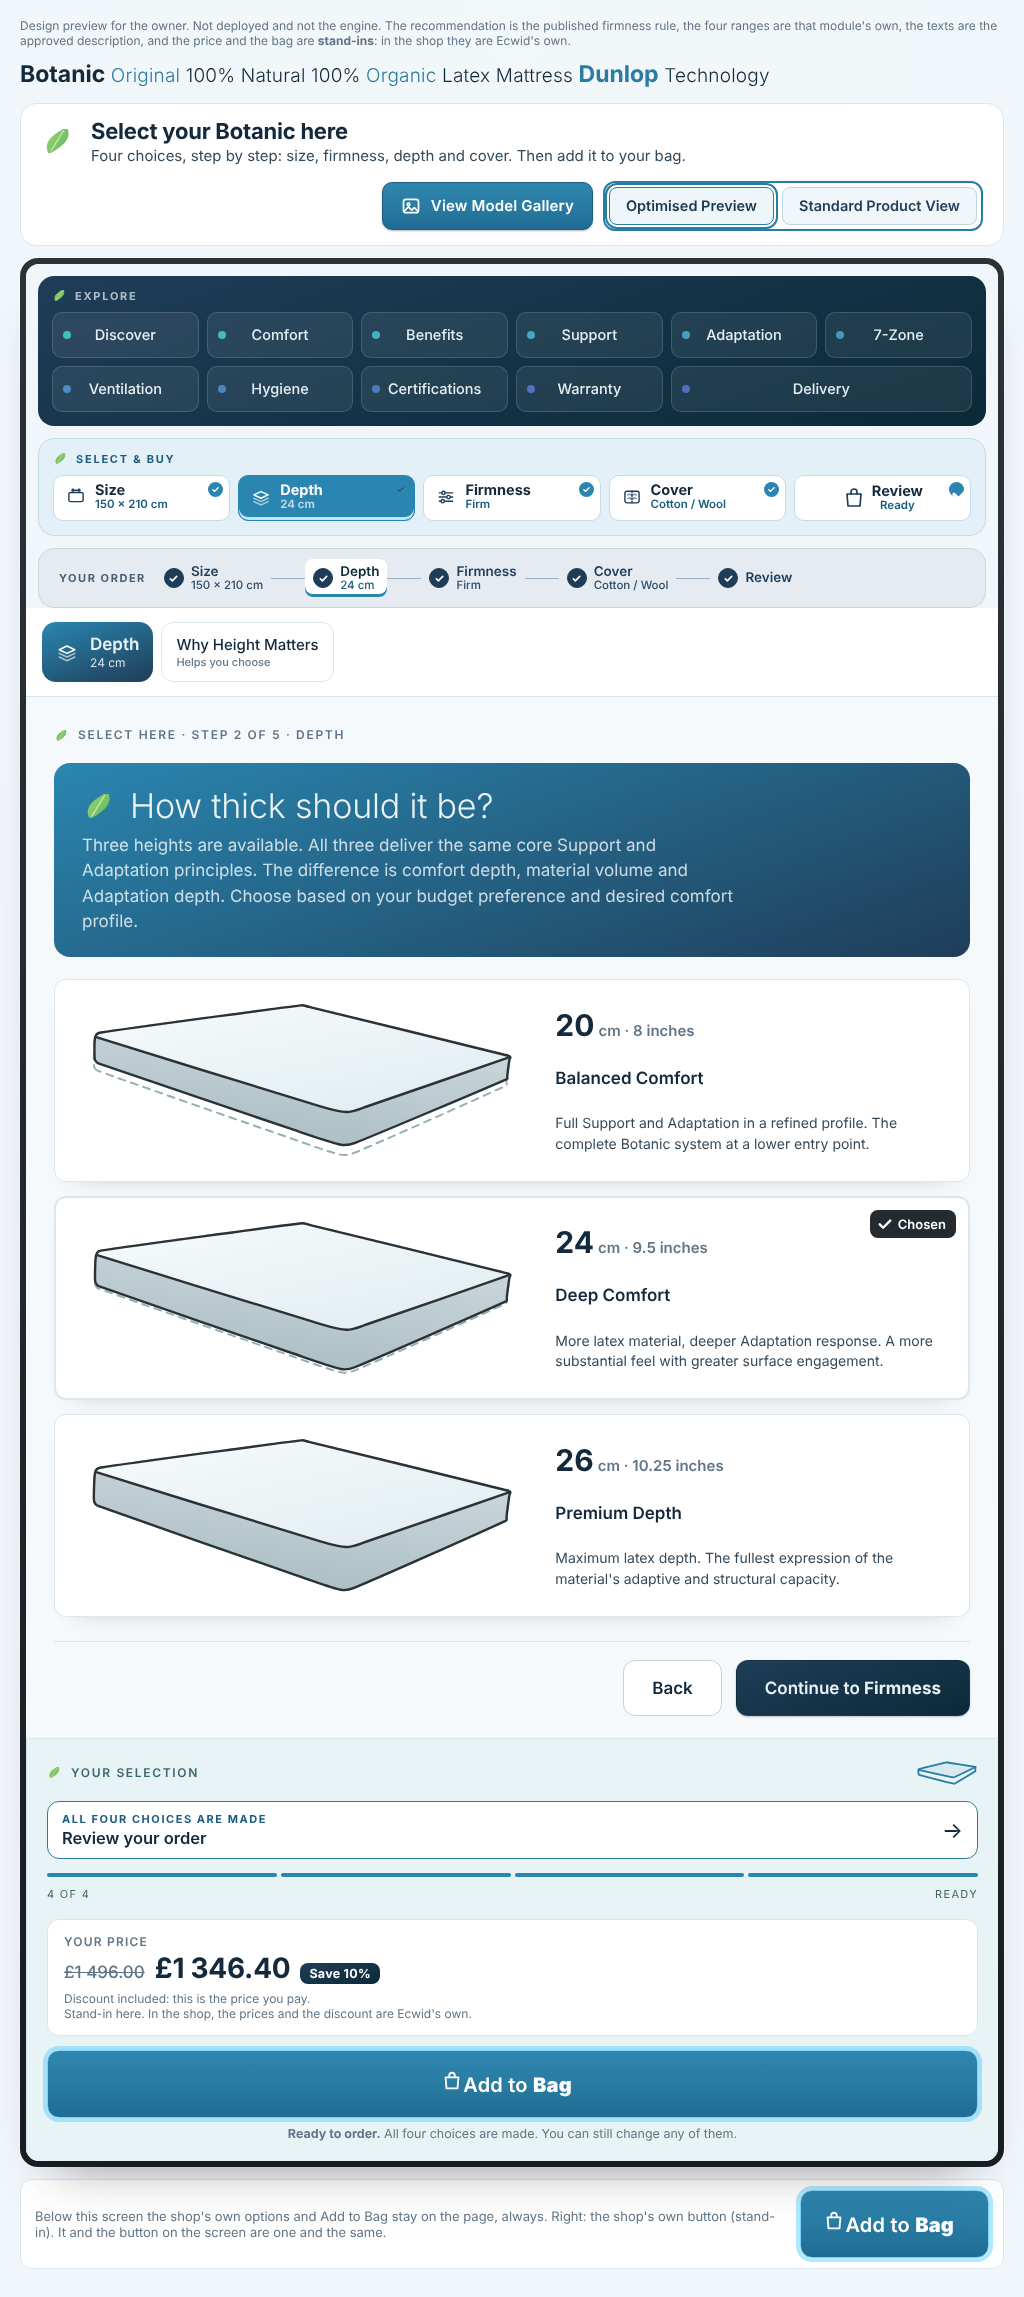 Design preview for the owner. Not deployed and not the engine. The recommendation is the published firmness rule, the four ranges are that module's own, the texts are the
approved description, and the price and the bag are stand-ins: in the shop they are Ecwid's own.
Botanic Original 100% Natural 100% Organic Latex Mattress Dunlop Technology
Select your Botanic here
Four choices, step by step: size, firmness, depth and cover. Then add it to your bag.
View Model Gallery
Optimised Preview
Standard Product View
EXPLORE
Discover
Comfort
Benefits
Support
Adaptation
7-Zone
Ventilation
Hygiene
Certifications
Warranty
Delivery
SELECT & BUY
Size
150 × 210 cm
Depth
24 cm
Firmness
Firm
Cover
Cotton / Wool
Review
Ready
YOUR ORDER
Size
150 × 210 cm
Depth
24 cm
Firmness
Firm
Cover
Cotton / Wool
Review
Depth
24 cm
Why Height Matters
Helps you choose
SELECT HERE · STEP 2 OF 5 · DEPTH
How thick should it be?
Three heights are available. All three deliver the same core Support and
Adaptation principles. The difference is comfort depth, material volume and
Adaptation depth. Choose based on your budget preference and desired comfort
profile.
20 cm · 8 inches
Balanced Comfort
Full Support and Adaptation in a refined profile. The
complete Botanic system at a lower entry point.
Chosen
24 cm · 9.5 inches
Deep Comfort
More latex material, deeper Adaptation response. A more
substantial feel with greater surface engagement.
26 cm · 10.25 inches
Premium Depth
Maximum latex depth. The fullest expression of the
material's adaptive and structural capacity.
Back
Continue to Firmness
YOUR SELECTION
ALL FOUR CHOICES ARE MADE
Review your order
4 OF 4
READY
YOUR PRICE
£1 496.00 £1 346.40 Save 10%
Discount included: this is the price you pay.
Stand-in here. In the shop, the prices and the discount are Ecwid's own.
Add to Bag
Ready to order. All four choices are made. You can still change any of them.
Below this screen the shop's own options and Add to Bag stay on the page, always. Right: the shop's own button (stand-
in). It and the button on the screen are one and the same.
Add to Bag